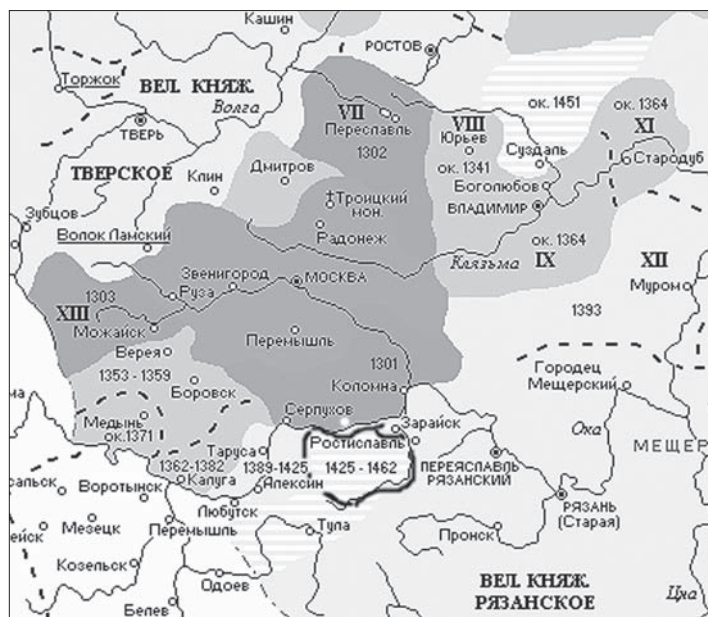 Кашин
РОСТОВ
Торжок
ВЕЛ. КНЯЖ.
Волга
ТВЕРЬ
ТВЕРСКОЕ
Клин
Дмитров
VII
Переславль
1302
VIII
Юрьев
ок. 1341
ок. 1451
ок. 1364
XI
Суздаль
Стародуб
Боголюбов
ВЛАДИМИР
Зубцов
Волок Ламский
Троицкий
мон.
Радонеж
ок. 1364
Клязьма
IX
XII
Муром
Звенигород
МОСКВА
1303
Руза
XIII
Можайск
Перемышль
1393
Верея
1353 - 1359
Боровск
1301
Коломна
Городец
Мещерский
Медынь
ок.1371
Серпухов
Зарайск
Ока
МЕЩЕР
Таруса
Ростиславль
1362-1382
1389-1425
1425 - 1462
ПЕРЕЯСЛАВЛЬ
РЯЗАНСКИЙ
Калуга
Алексин
сальск
Воротынск
Любутск
РЯЗАНЬ
(Старая)
Мезецк
Перемышль
Тула
Пронск
ейск
Козельск
Одоев
ВЕЛ. КНЯЖ.
РЯЗАНСКОЕ
Цна
Белев
ма